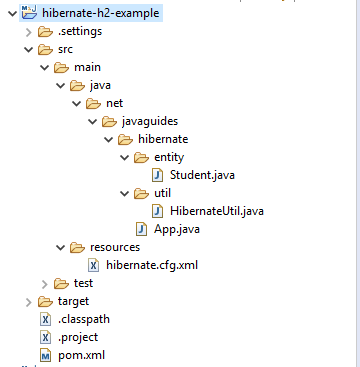 hibernate-h2-example
.settings
src
main
java
net
javaguides
hibernate
entity
Student.java
util
HibernateUtil.java
App.java
resources
hibernate.cfg.xml
test
target
.classpath
.project
pom.xml